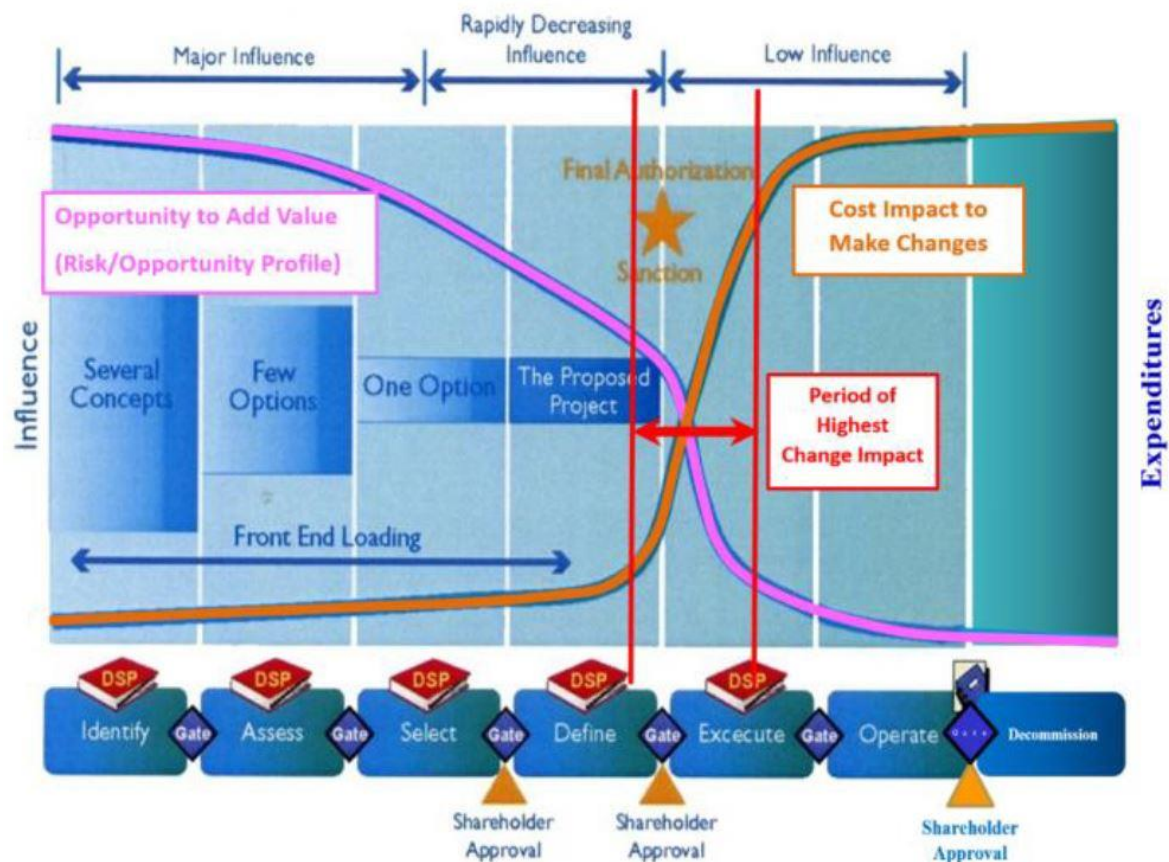 Rapidly Decreasing
Major Influence
Influence
Low Influence
Final Authorization
Sanction
Opportunity to Add Value
(Risk/Opportunity Profile)
Cost Impact to
Make Changes
Influence
Several
Concepts
Few
Options
One Option
The Proposed
Project
Period of
Highest
Change Impact
Expenditures
Front End Loading
DSP
DSP
DSP
DSP
DSP
Identify
Gate
Assess
Gate
Select
Gate
Define
Gate
Excecute
Gate
Operate
Gate
Decommission
Shareholder
Approval
Shareholder
Approval
Shareholder
Approval